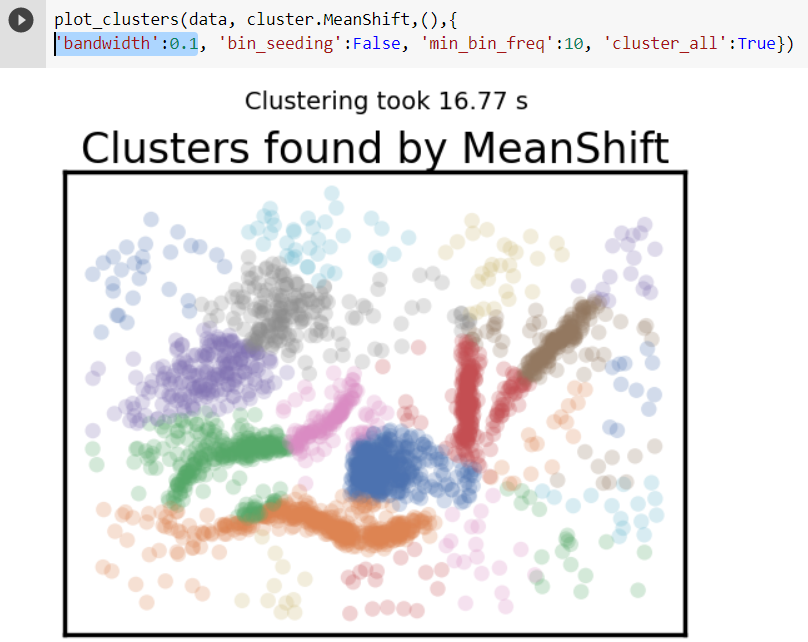 plot_clusters(data, cluster.MeanShift,(),{
'bandwidth':0.1, 'bin_seeding':False, 'min_bin_freq':10, 'cluster_all':True})
Clustering took 16.77 s
Clusters found by MeanShift